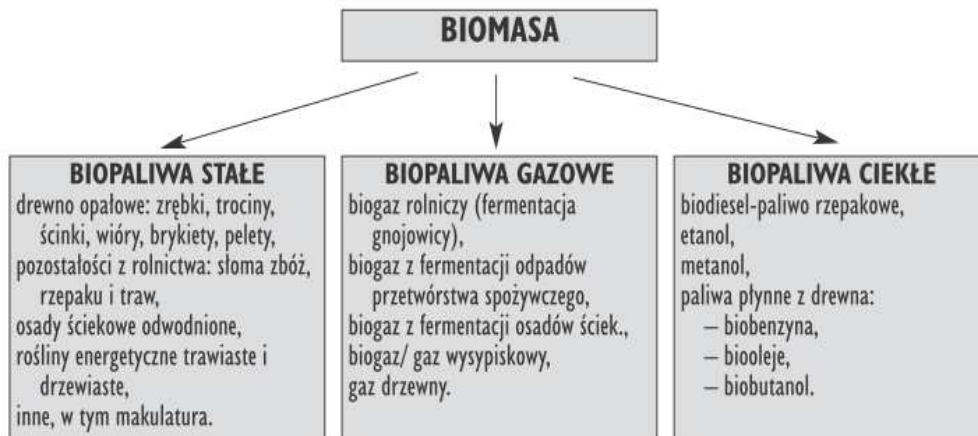 BIOMASA
BIOPALIWA STAŁE
drewno opałowe: zrębki, trociny,
ścinki, wióry, brykiety, pelety,
pozostałości z rolnictwa: słoma zbóż,
rzepaku i traw,
osady ściekowe odwodnione,
rośliny energetyczne trawiaste i
drzewiaste,
inne, w tym makulatura.
BIOPALIWA GAZOWE
biogaz rolniczy (fermentacja
gnojowicy),
biogaz z fermentacji odpadów
przetwórstwa spożywczego,
biogaz z fermentacji osadów ściek.,
biogaz/ gaz wysypiskowy,
gaz drzewny.
BIOPALIWA CIEKŁE
biodiesel-paliwo rzepakowe,
etanol,
metanol,
paliwa płynne z drewna:
– biobenzyna,
– biooleje,
– biobutanol.